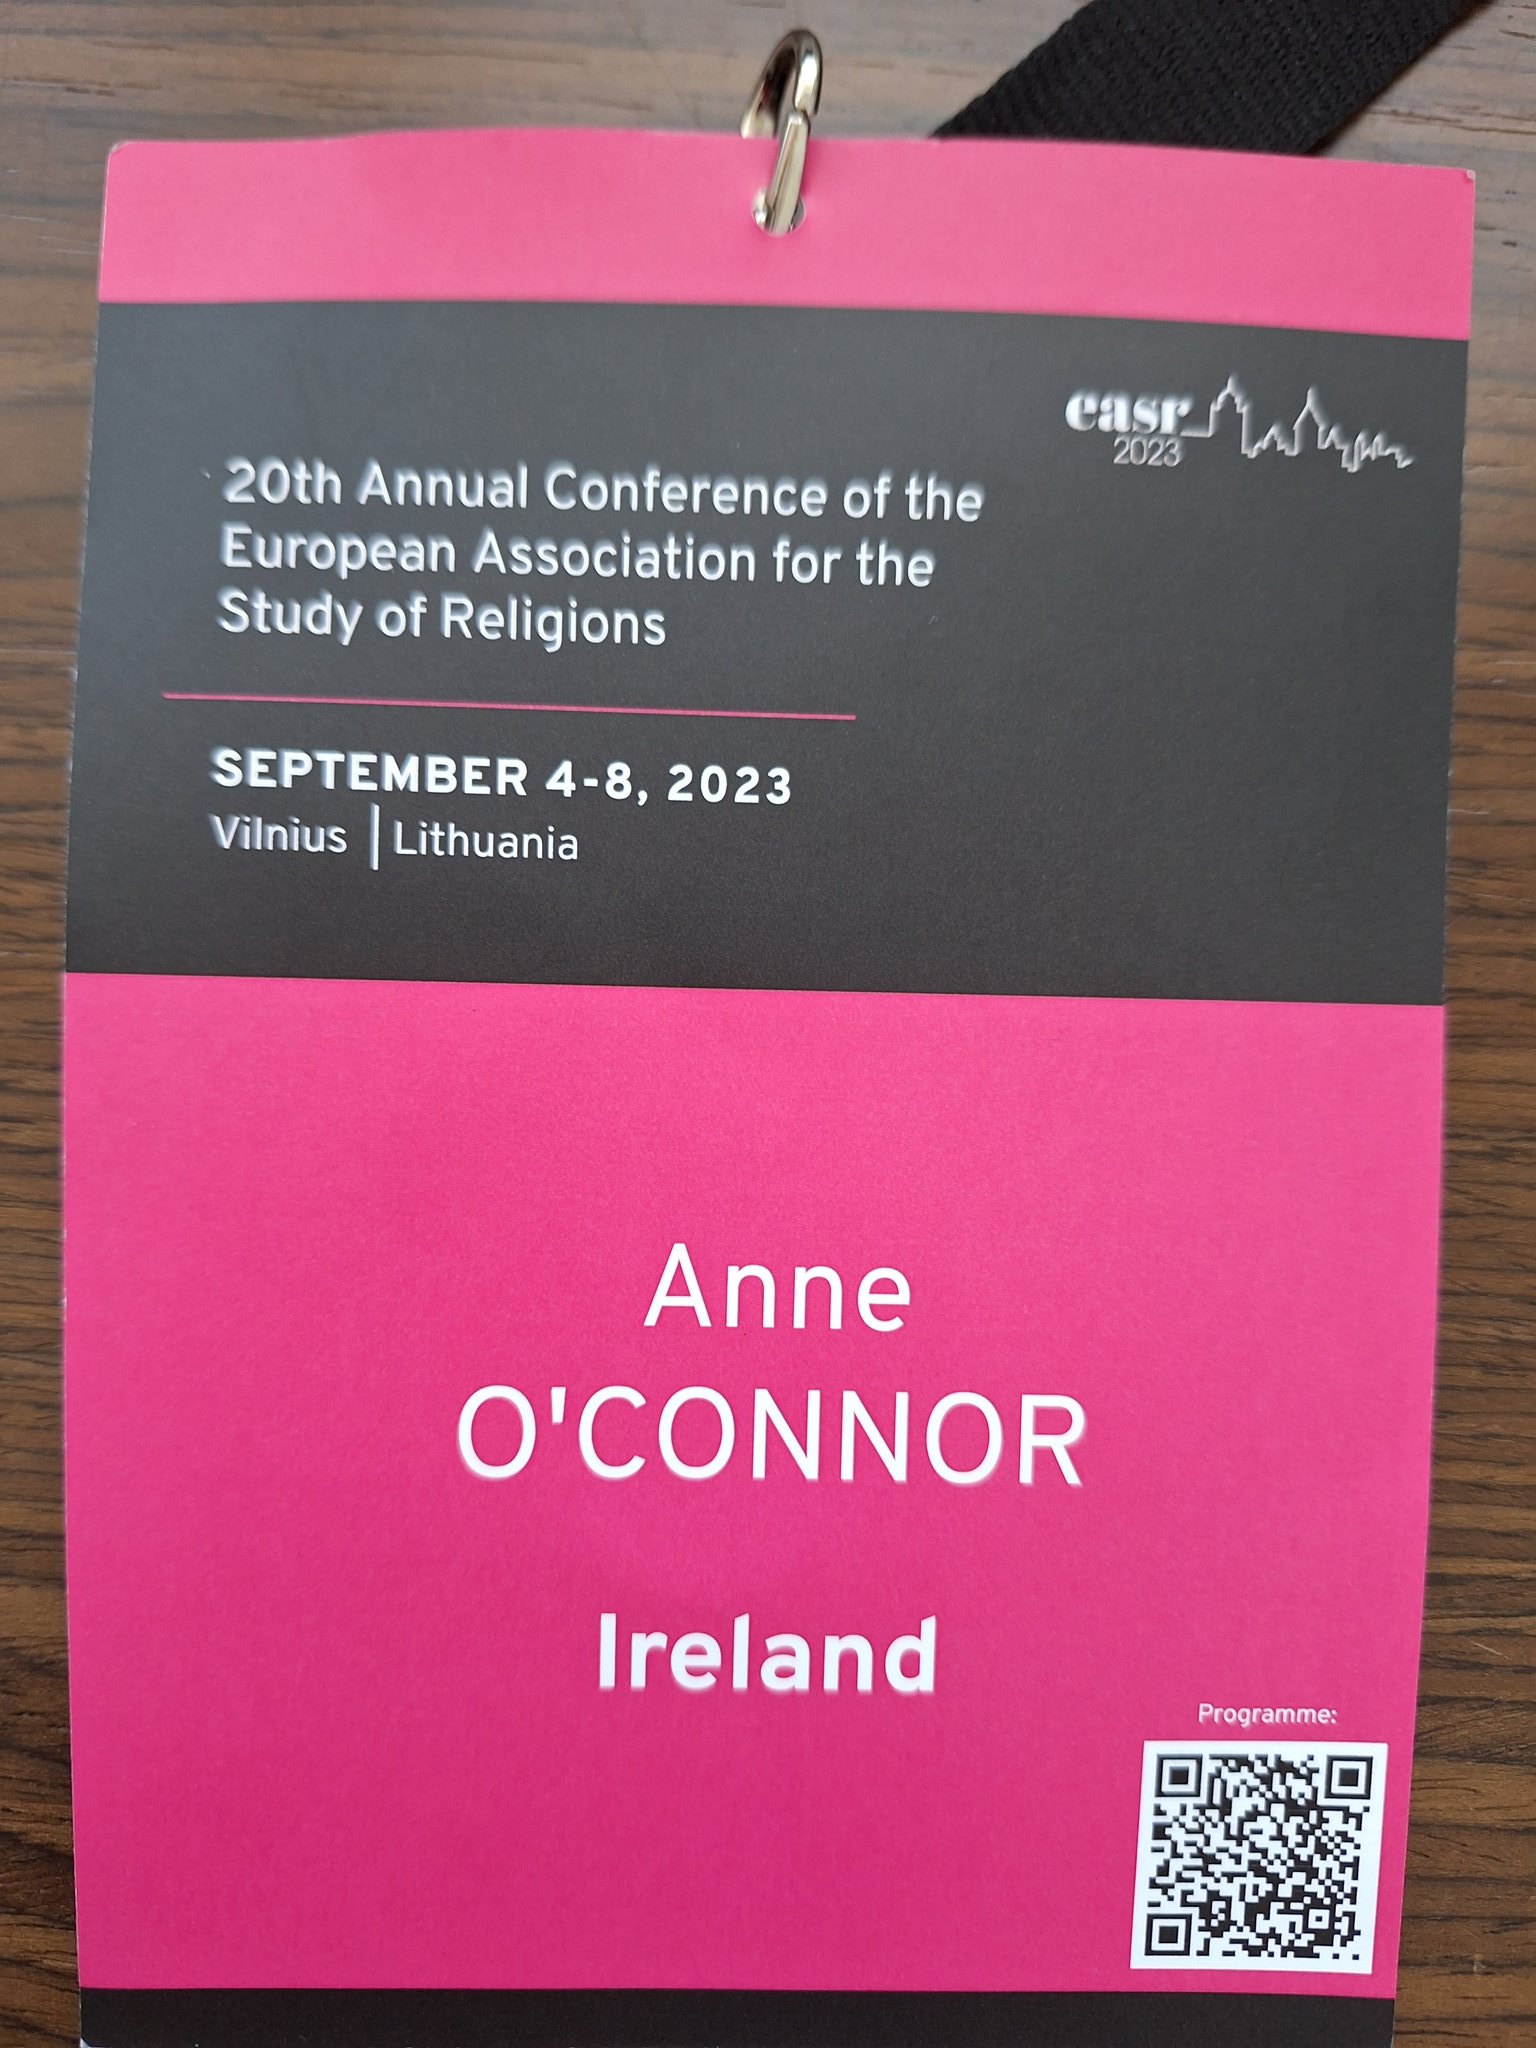 easr
2023
20th Annual Conference of the
European Association for the
Study of Religions
SEPTEMBER 4-8, 2023
Vilnius | Lithuania
Anne
O'CONNOR
Ireland
Programme: